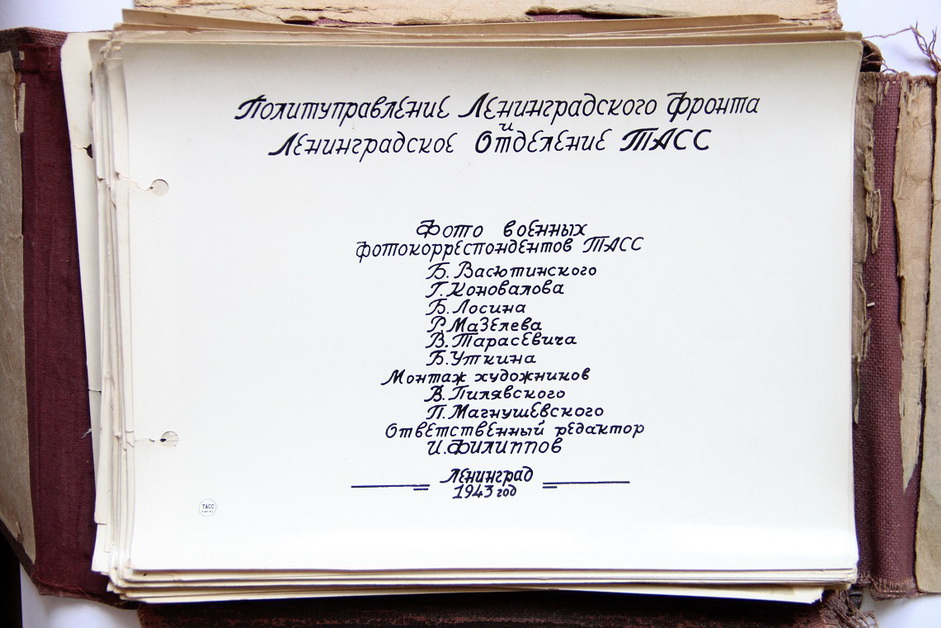 Политуправление Ленинградского фронта
и
Ленинградское Отделение ТАСС
Фото военных
фотокорреспондентов ТАСС
Б. Васютинского
Г. Коновалова
Б. Лосина
Р. Мазелева
В. Тарасевича
Б. Уткина
Монтаж художников
В. Пилявского
П. Магнушевского
Ответственный редактор
И. Филиппов
Ленинград
1943 год
ТАСС